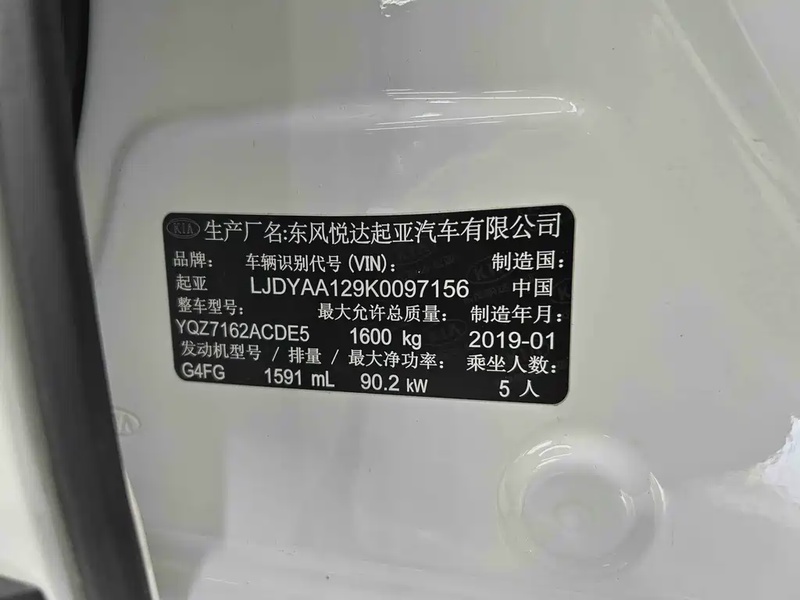 KIA 生产厂名:东风悦达起亚汽车有限公司
品牌: 车辆识别代号(VIN): 制造国:
起亚 LJDYAA129K0097156 中国
整车型号: 最大允许总质量: 制造年月:
YQZ7162ACDE5 1600 kg 2019-01
发动机型号 / 排量 / 最大净功率: 乘坐人数:
G4FG 1591 mL 90.2 kW 5 人